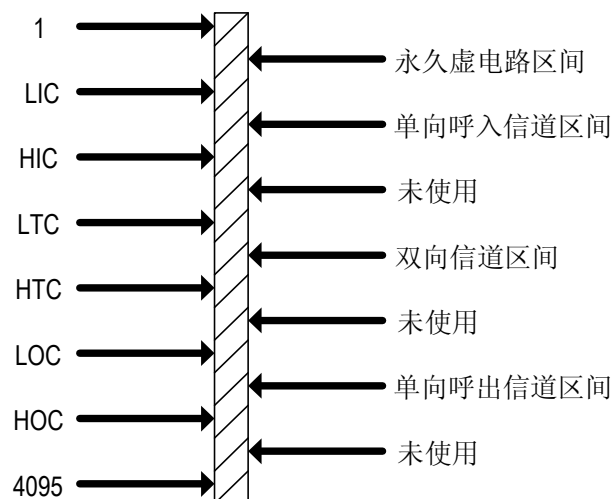 1
永久虚电路区间
LIC
单向呼入信道区间
HIC
未使用
LTC
双向信道区间
HTC
未使用
LOC
单向呼出信道区间
HOC
未使用
4095